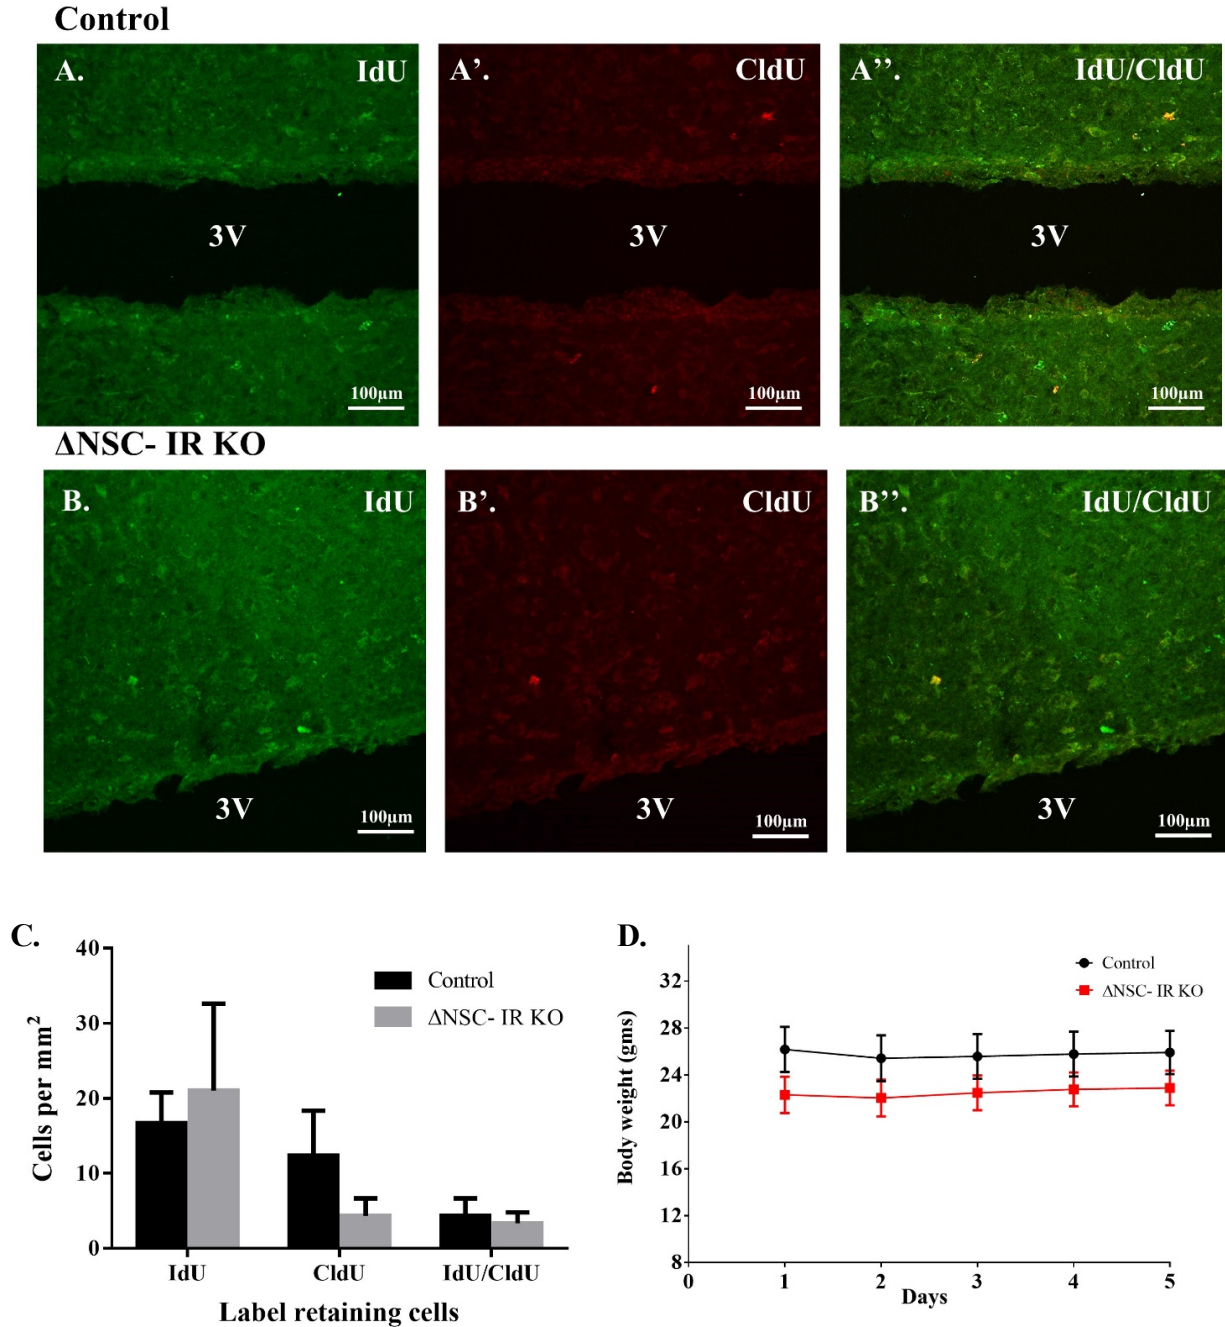 Control
A. IdU
A’. CldU
A’’. IdU/CldU
3V
3V
3V
100µm
100µm
100µm
ΔNSC- IR KO
B. IdU
B’. CldU
B’’. IdU/CldU
3V
3V
3V
100µm
100µm
100µm
C.
40
30
20
10
0
Cells per mm²
Control
ΔNSC- IR KO
IdU CldU IdU/CldU
Label retaining cells
D.
32
28
24
20
16
12
8
Body weight (gms)
Control
ΔNSC- IR KO
0 1 2 3 4 5
Days